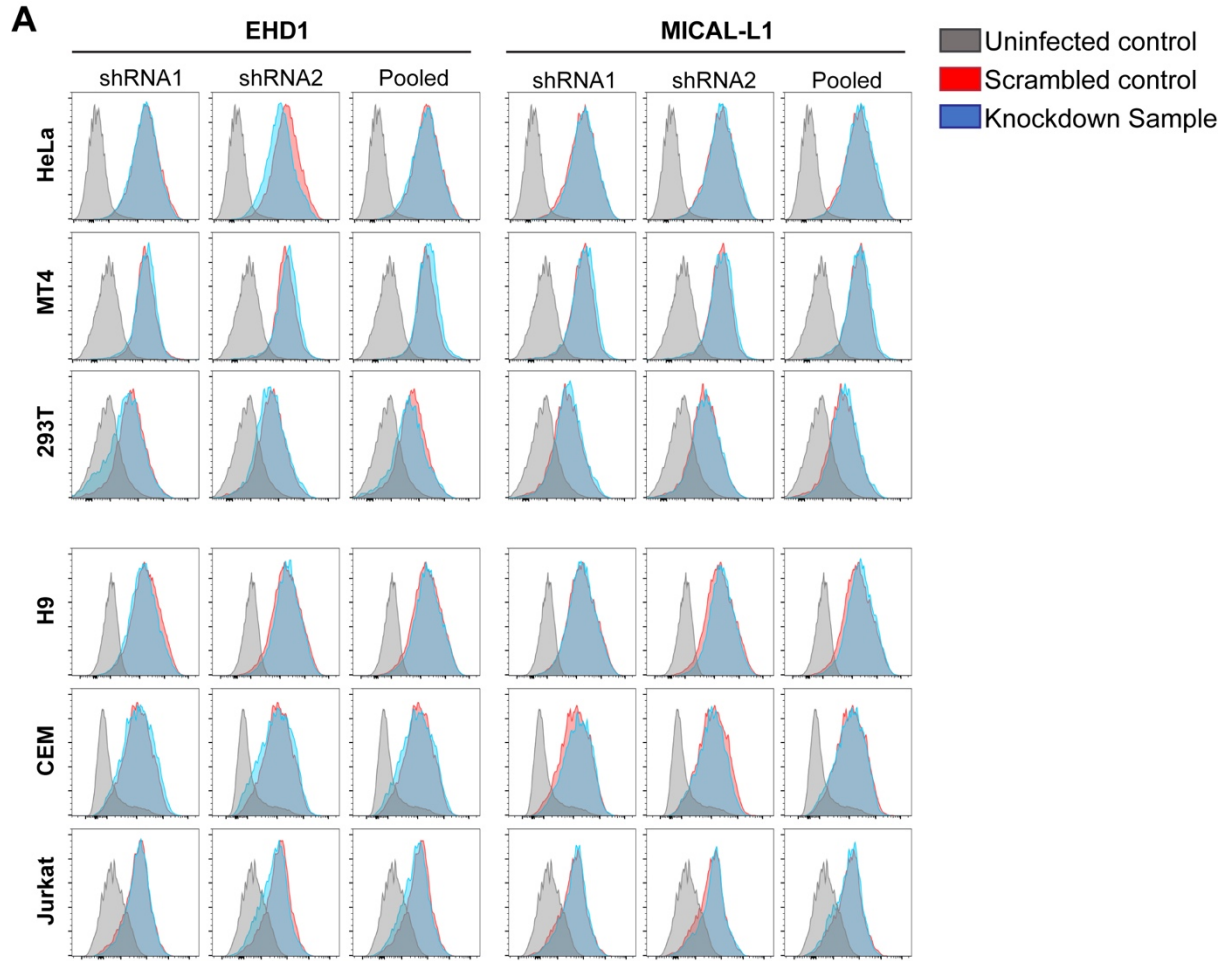 A
EHD1
MICAL-L1
Uninfected control
Scrambled control
Knockdown Sample
shRNA1
shRNA2
Pooled
shRNA1
shRNA2
Pooled
HeLa
MT4
293T
H9
CEM
Jurkat